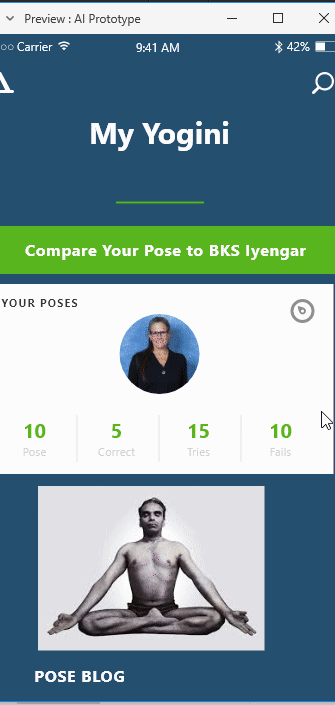 Preview : AI Prototype
Carrier 9:41 AM 42%
My Yogini
Compare Your Pose to BKS Iyengar
YOUR POSES
10 5 15 10
Pose Correct Tries Fails
POSE BLOG